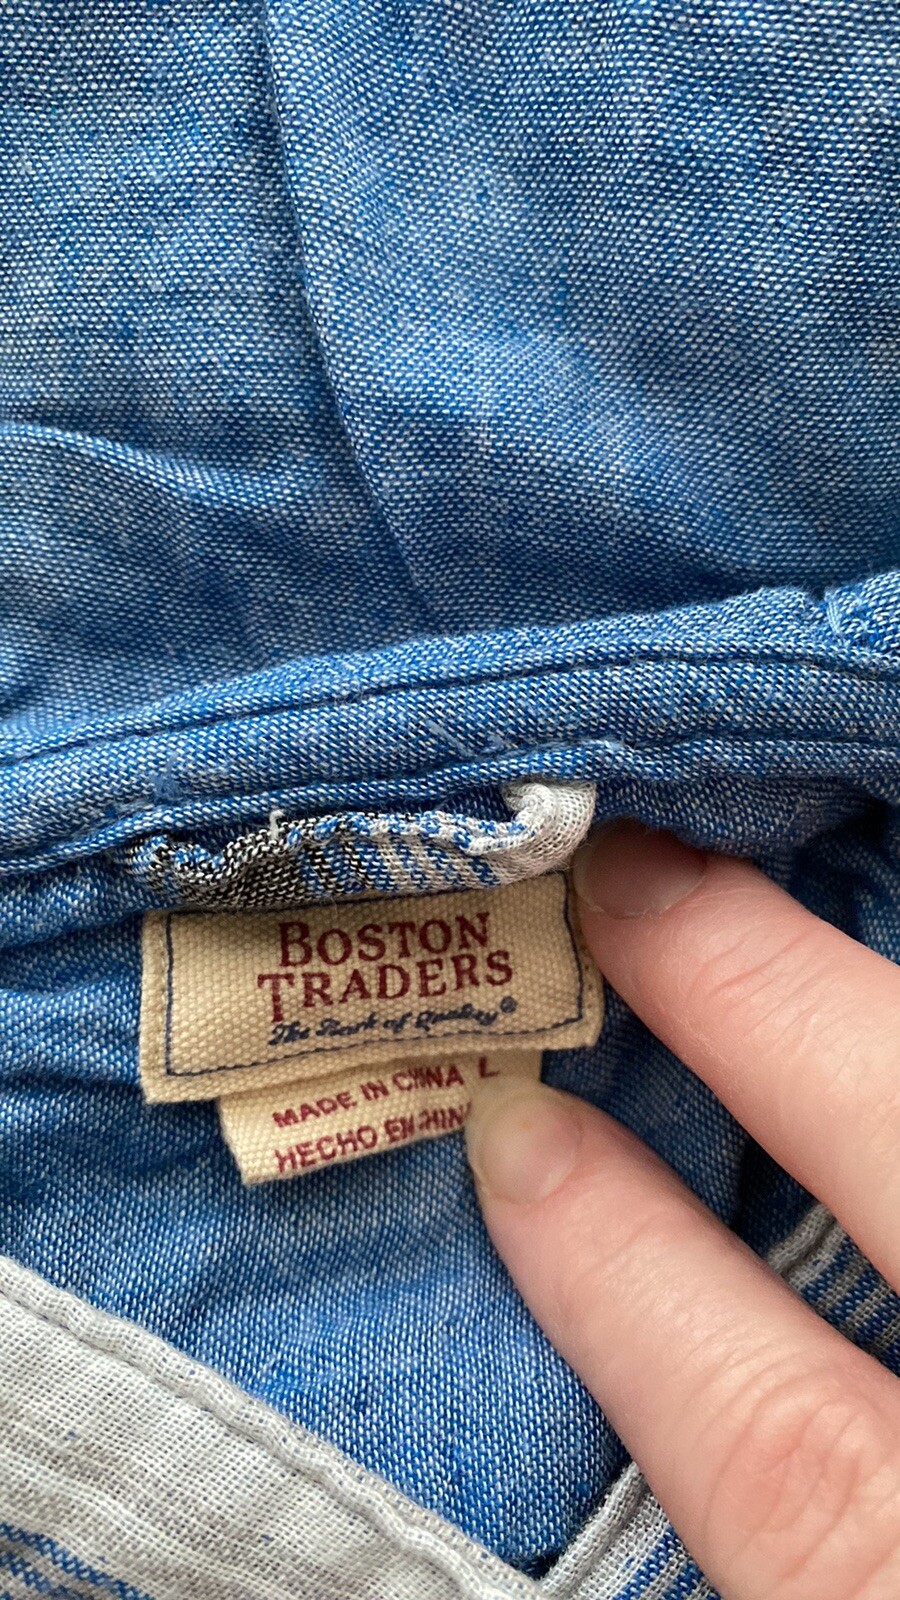 BOSTON
TRADERS
The Mark of Quality®
MADE IN CHINA L
HECHO EN